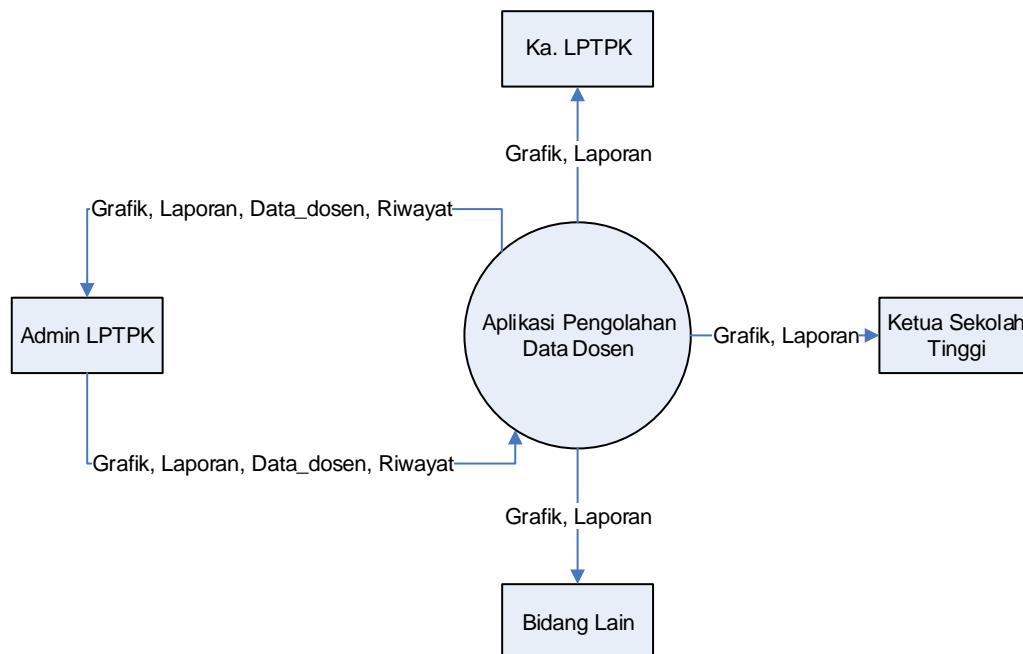 Ka. LPTPK
Grafik, Laporan
Grafik, Laporan, Data_dosen, Riwayat
Admin LPTPK
Aplikasi Pengolahan
Data Dosen
Grafik, Laporan
Ketua Sekolah
Tinggi
Grafik, Laporan, Data_dosen, Riwayat
Grafik, Laporan
Bidang Lain